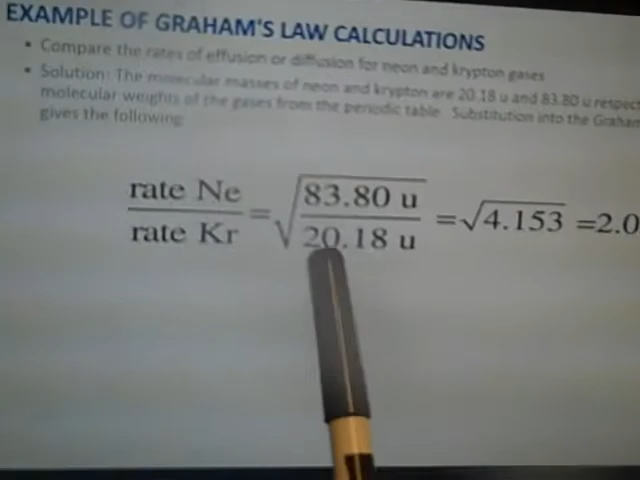 EXAMPLE OF GRAHAM'S LAW CALCULATIONS
• Compare the rates of effusion or diffusion for neon and krypton gases
• Solution: The molecular masses of neon and krypton are 20.18 u and 83.80 u respect
molecular weights of the gases from the periodic table. Substitution into the Graham
gives the following:
rate Ne / rate Kr = √(83.80 u / 20.18 u) = √4.153 = 2.0